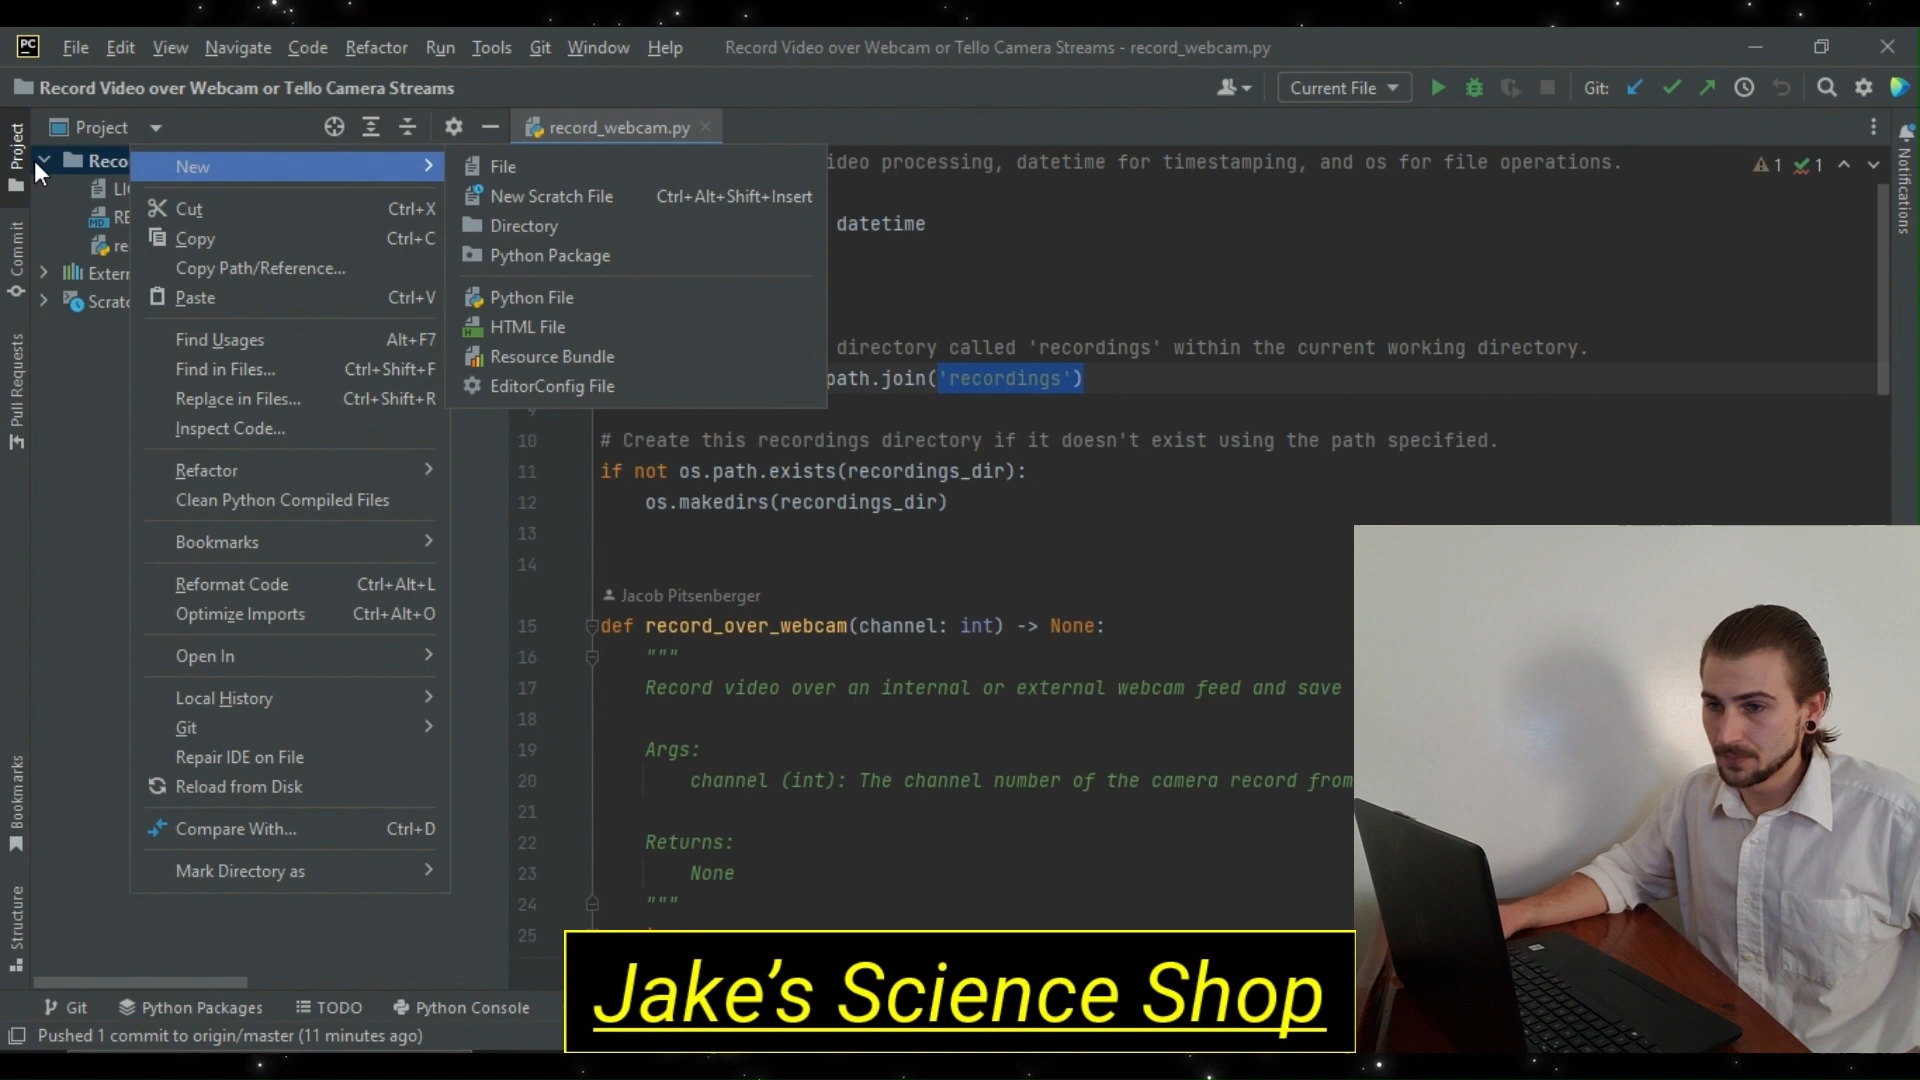 PC File Edit View Navigate Code Refactor Run Tools Git Window Help Record Video over Webcam or Tello Camera Streams - record_webcam.py
Record Video over Webcam or Tello Camera Streams Current File Git:
Project record_webcam.py
Project
Commit
Pull Requests
Bookmarks
Structure
Notifications
Reco
LI
RE
re
Extern
Scratc
New
Cut Ctrl+X
Copy Ctrl+C
Copy Path/Reference...
Paste Ctrl+V
Find Usages Alt+F7
Find in Files... Ctrl+Shift+F
Replace in Files... Ctrl+Shift+R
Inspect Code...
Refactor
Clean Python Compiled Files
Bookmarks
Reformat Code Ctrl+Alt+L
Optimize Imports Ctrl+Alt+O
Open In
Local History
Git
Repair IDE on File
Reload from Disk
Compare With... Ctrl+D
Mark Directory as
File
New Scratch File Ctrl+Alt+Shift+Insert
Directory
Python Package
Python File
HTML File
Resource Bundle
EditorConfig File
ideo processing, datetime for timestamping, and os for file operations. 1 1
datetime
directory called 'recordings' within the current working directory.
path.join('recordings')
9
10 # Create this recordings directory if it doesn't exist using the path specified.
11 if not os.path.exists(recordings_dir):
12 os.makedirs(recordings_dir)
13
14
Jacob Pitsenberger
15 def record_over_webcam(channel: int) -> None:
16 """
17 Record video over an internal or external webcam feed and save
18
19 Args:
20 channel (int): The channel number of the camera record from
21
22 Returns:
23 None
24 """
25
Jake's Science Shop
Git Python Packages TODO Python Console
Pushed 1 commit to origin/master (11 minutes ago)